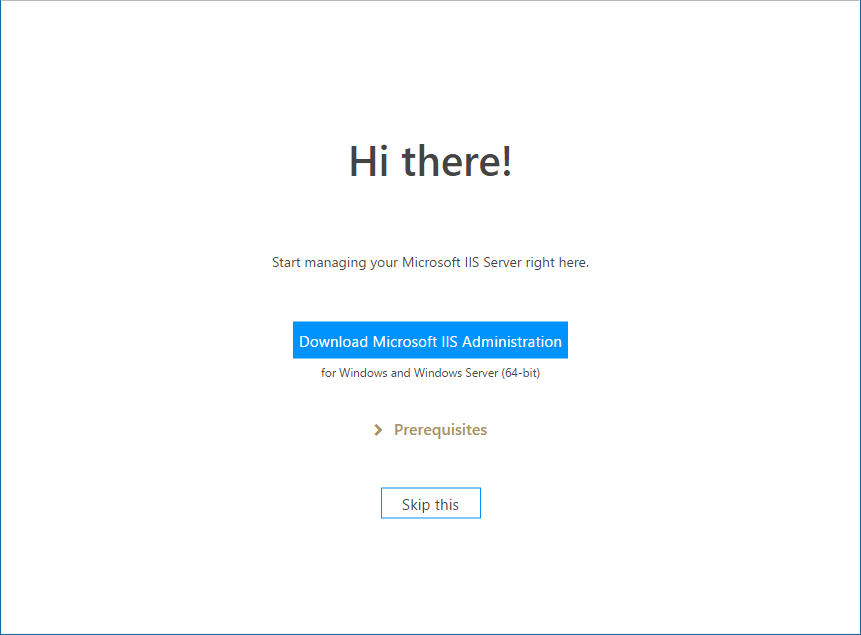 Hi there!
Start managing your Microsoft IIS Server right here.
Download Microsoft IIS Administration
for Windows and Windows Server (64-bit)
Prerequisites
Skip this